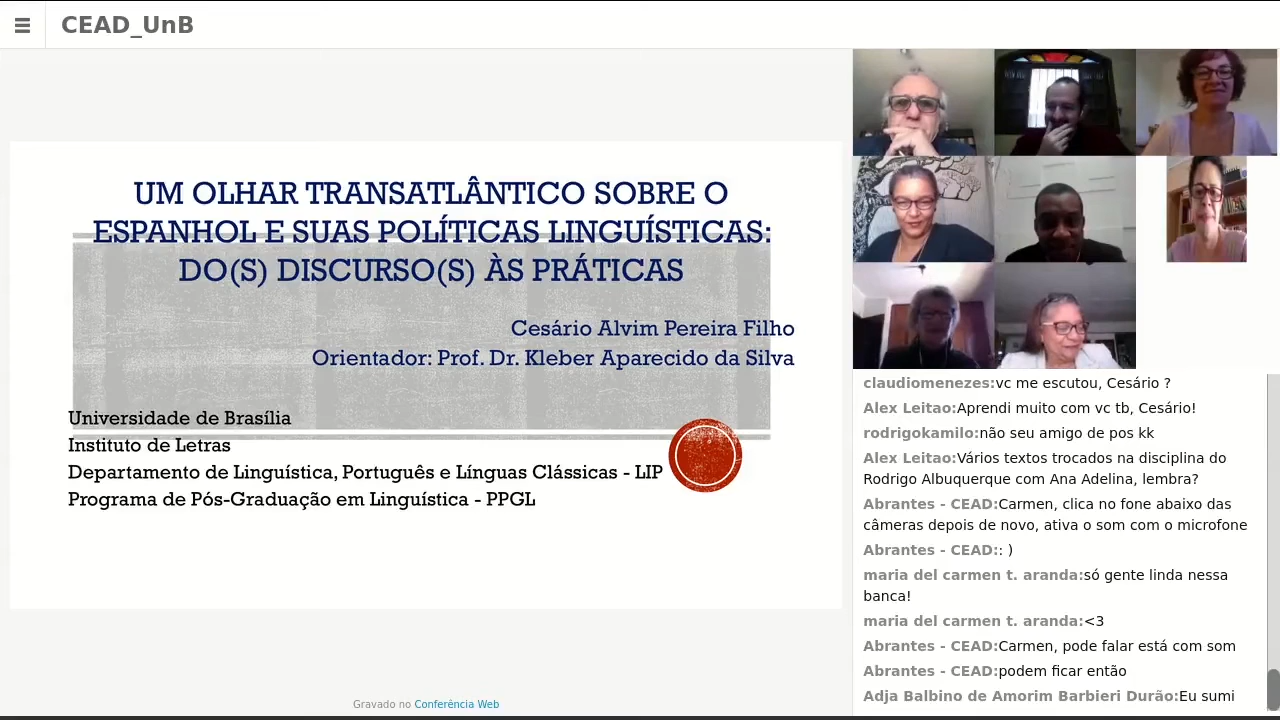 CEAD_UnB
UM OLHAR TRANSATLÂNTICO SOBRE O
ESPANHOL E SUAS POLÍTICAS LINGUÍSTICAS:
DO(S) DISCURSO(S) ÀS PRÁTICAS
Cesário Alvim Pereira Filho
Orientador: Prof. Dr. Kleber Aparecido da Silva
Universidade de Brasília
Instituto de Letras
Departamento de Linguística, Português e Línguas Clássicas - LIP
Programa de Pós-Graduação em Linguística - PPGL
Gravado no Conferência Web
claudiomenezes:vc me escutou, Cesário ?
Alex Leitao:Aprendi muito com vc tb, Cesário!
rodrigokamilo:não seu amigo de pos kk
Alex Leitao:Vários textos trocados na disciplina do
Rodrigo Albuquerque com Ana Adelina, lembra?
Abrantes - CEAD:Carmen, clica no fone abaixo das
câmeras depois de novo, ativa o som com o microfone
Abrantes - CEAD:: )
maria del carmen t. aranda:só gente linda nessa
banca!
maria del carmen t. aranda:<3
Abrantes - CEAD:Carmen, pode falar está com som
Abrantes - CEAD:podem ficar então
Adja Balbino de Amorim Barbieri Durão:Eu sumi